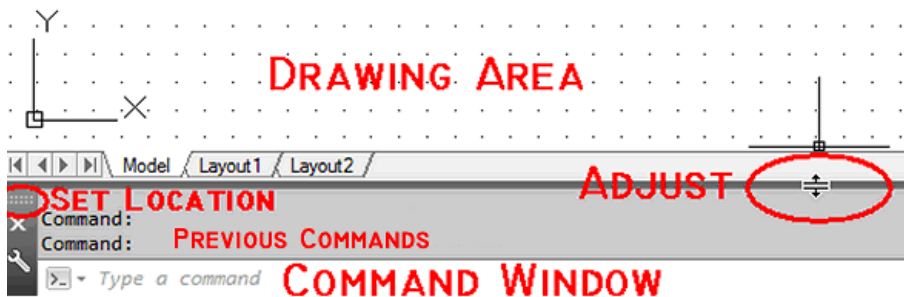 Y
DRAWING AREA
X
Model Layout1 Layout2
ADJUST
SET LOCATION
Command:
Command: PREVIOUS COMMANDS
>_ Type a command COMMAND WINDOW